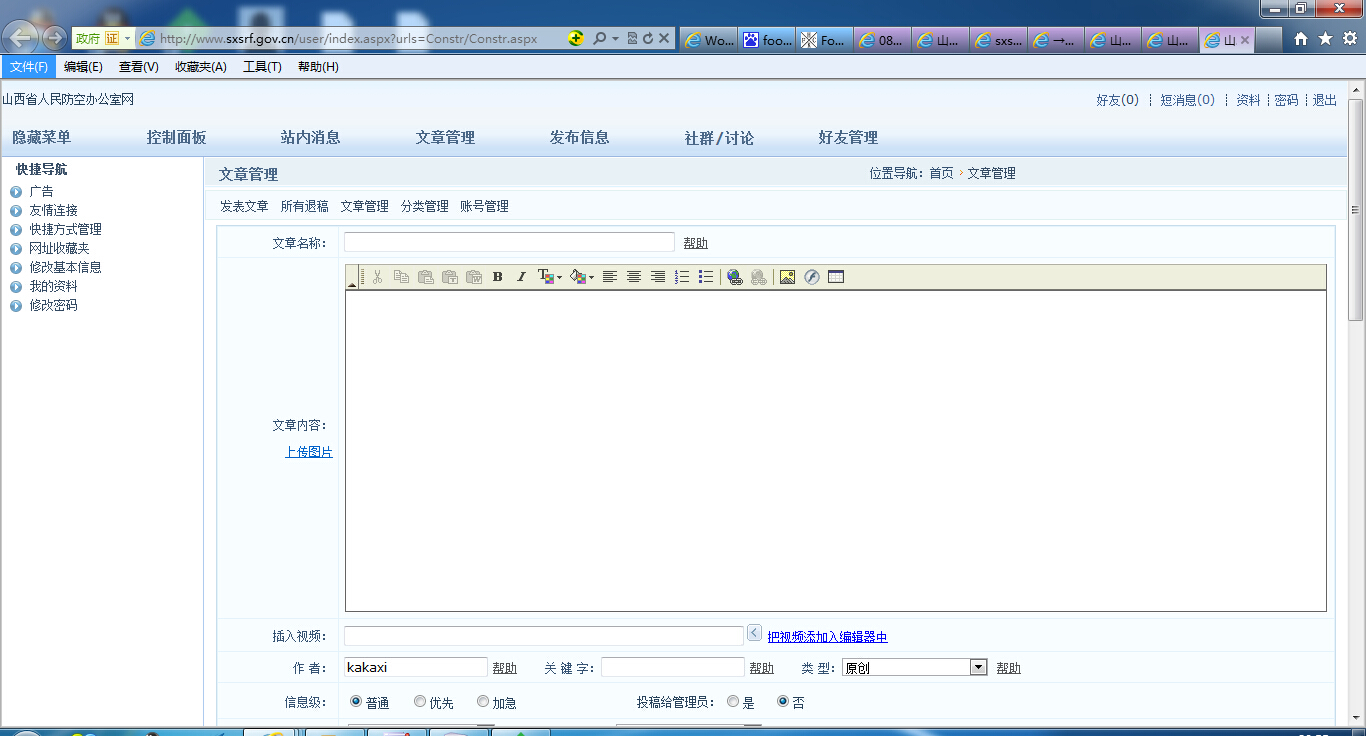 政府 证 http://www.sxsrf.gov.cn/user/index.aspx?urls=Constr/Constr.aspx Wo... foo... Fo... 08... 山... sxs... →... 山... 山... 山
文件(F) 编辑(E) 查看(V) 收藏夹(A) 工具(T) 帮助(H)
山西省人民防空办公室网 好友(0) 短消息(0) 资料 密码 退出
隐藏菜单 控制面板 站内消息 文章管理 发布信息 社群/讨论 好友管理
快捷导航
广告
友情连接
快捷方式管理
网址收藏夹
修改基本信息
我的资料
修改密码
文章管理 位置导航：首页 文章管理
发表文章 所有退稿 文章管理 分类管理 账号管理
文章名称： 帮助
B I T
文章内容：
上传图片
插入视频： 把视频添加入编辑器中
作 者： kakaxi 帮助 关 键 字： 帮助 类 型： 原创 帮助
信息级： 普通 优先 加急 投稿给管理员： 是 否